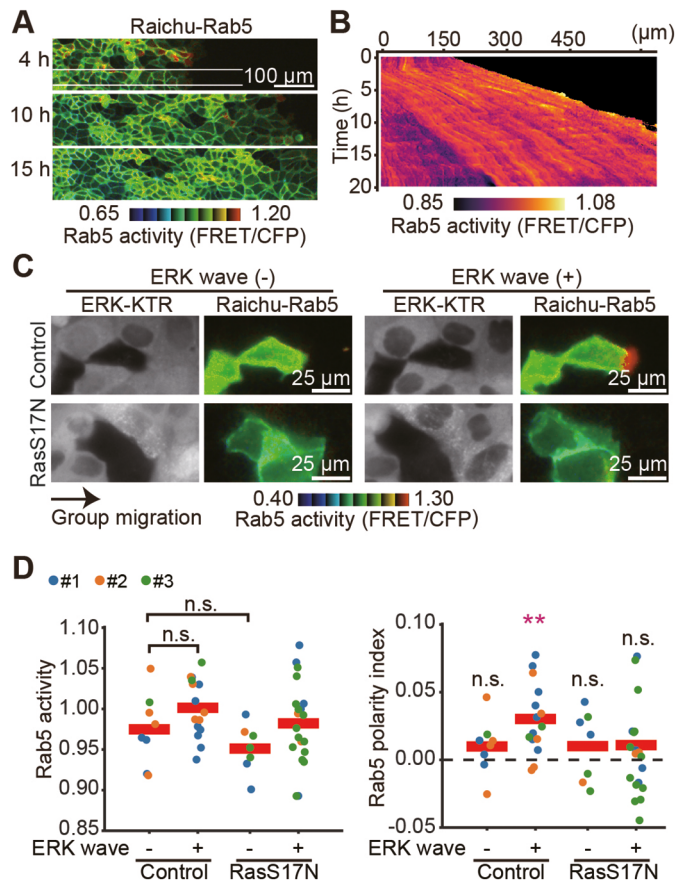 A
Raichu-Rab5
4 h
100 µm
10 h
15 h
0.65 1.20
Rab5 activity (FRET/CFP)
B
0 150 300 450 (µm)
Time (h)
0
5
10
15
20
0.85 1.08
Rab5 activity (FRET/CFP)
C
ERK wave (-) ERK wave (+)
ERK-KTR Raichu-Rab5 ERK-KTR Raichu-Rab5
Control
25 µm 25 µm
RasS17N
25 µm 25 µm
Group migration
0.40 1.30
Rab5 activity (FRET/CFP)
D
#1 #2 #3
Rab5 activity
1.10
1.05
1.00
0.95
0.90
0.85
n.s.
n.s.
ERK wave - + - +
Control RasS17N
Rab5 polarity index
0.10
0.05
0.00
-0.05
n.s. ** n.s. n.s.
ERK wave - + - +
Control RasS17N